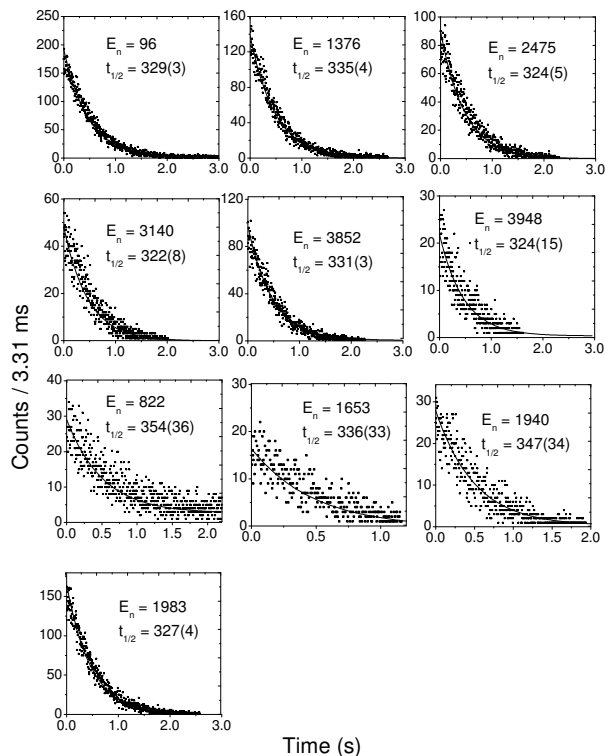 250
200
150
100
50
0
E_n = 96
t_1/2 = 329(3)
0.0 1.0 2.0 3.0
160
120
80
40
0
E_n = 1376
t_1/2 = 335(4)
0.0 1.0 2.0 3.0
100
80
60
40
20
0
E_n = 2475
t_1/2 = 324(5)
0.0 1.0 2.0 3.0
60
40
20
0
E_n = 3140
t_1/2 = 322(8)
0.0 1.0 2.0 3.0
120
80
40
0
E_n = 3852
t_1/2 = 331(3)
0.0 1.0 2.0 3.0
30
20
10
0
E_n = 3948
t_1/2 = 324(15)
0.0 1.0 2.0 3.0
Counts / 3.31 ms
40
30
20
10
0
E_n = 822
t_1/2 = 354(36)
0.0 0.5 1.0 1.5 2.0
30
20
10
0
E_n = 1653
t_1/2 = 336(33)
0.0 0.5 1.0
30
20
10
0
E_n = 1940
t_1/2 = 347(34)
0.0 0.5 1.0 1.5 2.0
150
100
50
0
E_n = 1983
t_1/2 = 327(4)
0.0 1.0 2.0 3.0
Time (s)